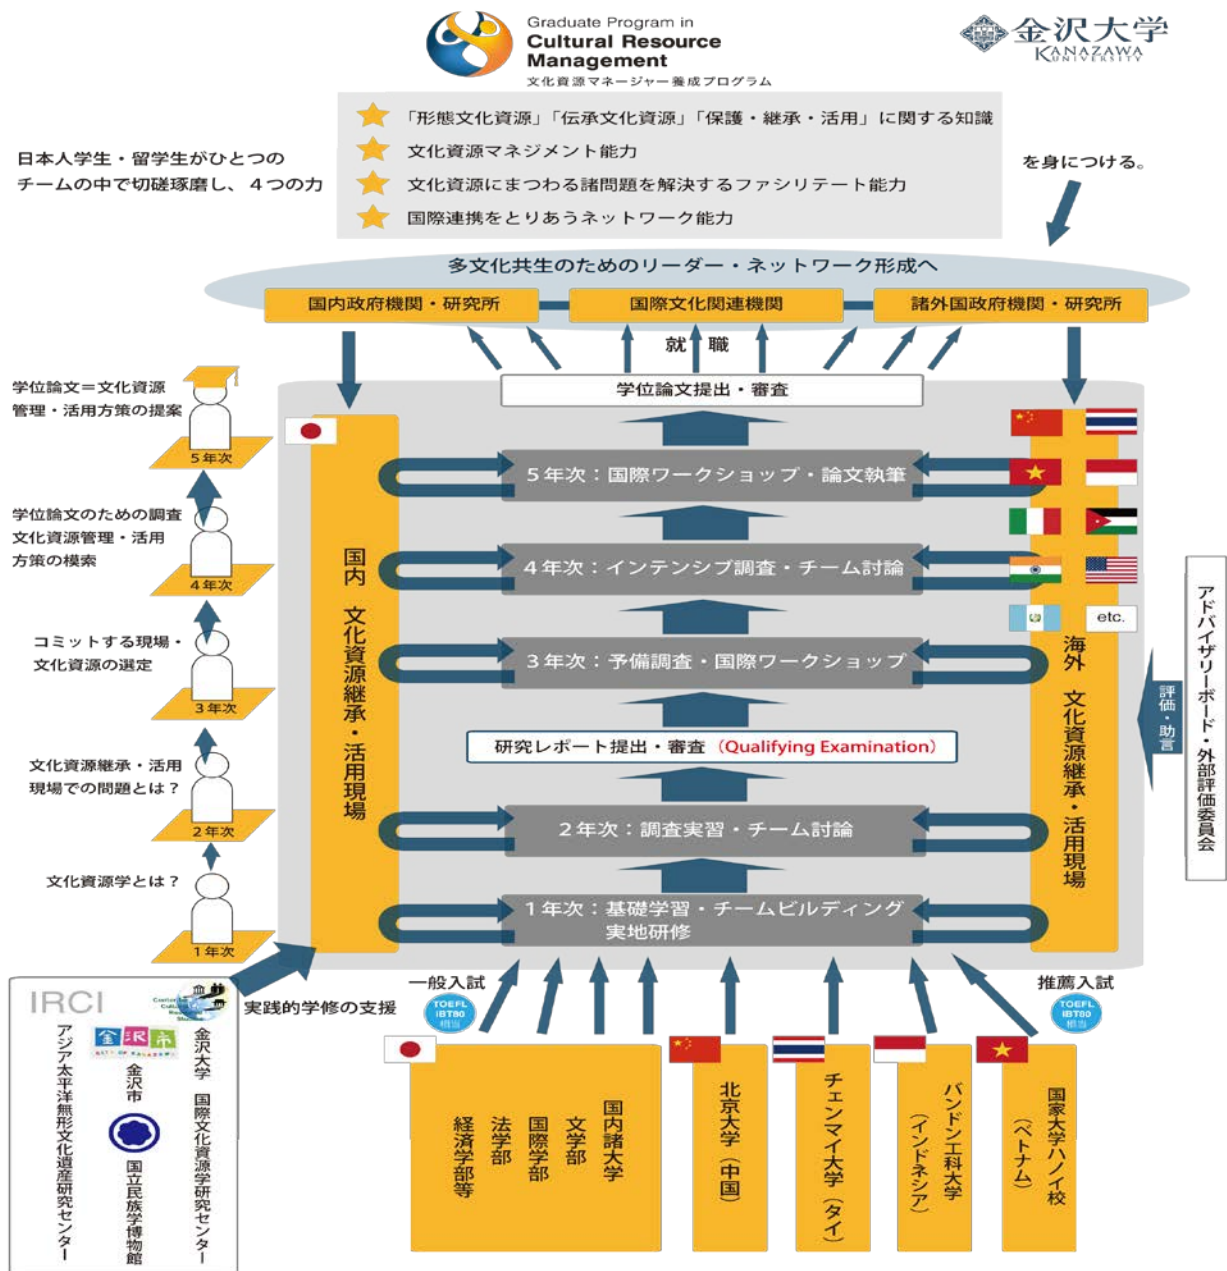 Graduate Program in
Cultural Resource
Management
文化資源マネージャー養成プログラム
金沢大学
KANAZAWA
UNIVERSITY
日本人学生・留学生がひとつの
チームの中で切磋琢磨し、４つの力
「形態文化資源」「伝承文化資源」「保護・継承・活用」に関する知識
文化資源マネジメント能力
文化資源にまつわる諸問題を解決するファシリテート能力
国際連携をとりあうネットワーク能力
を身につける。
多文化共生のためのリーダー・ネットワーク形成へ
国内政府機関・研究所
国際文化関連機関
諸外国政府機関・研究所
就 職
学位論文提出・審査
学位論文＝文化資源
管理・活用方策の提案
5年次
学位論文のための調査
文化資源管理・活用
方策の模索
4年次
コミットする現場・
文化資源の選定
3年次
文化資源継承・活用
現場での問題とは？
2年次
文化資源学とは？
1年次
国内 文化資源継承・活用現場
5年次：国際ワークショップ・論文執筆
4年次：インテンシブ調査・チーム討論
3年次：予備調査・国際ワークショップ
研究レポート提出・審査（Qualifying Examination）
2年次：調査実習・チーム討論
1年次：基礎学習・チームビルディング
実地研修
etc.
海外 文化資源継承・活用現場
評価・助言
アドバイザリーボード・外部評価委員会
実践的学修の支援
一般入試
TOEFL
iBT80
相当
推薦入試
TOEFL
iBT80
相当
IRCI
アジア太平洋無形文化遺産研究センター
金沢市
金沢市
国立民族学博物館
金沢大学 国際文化資源学研究センター
国内諸大学
文学部
国際学部
法学部
経済学部等
北京大学（中国）
チェンマイ大学（タイ）
バンドン工科大学
（インドネシア）
国家大学ハノイ校
（ベトナム）